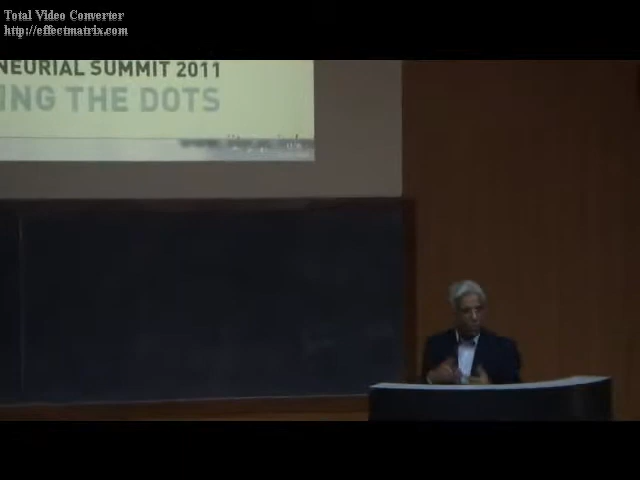 Total Video Converter
http://effectmatrix.com
NEURIAL SUMMIT 2011
ING THE DOTS